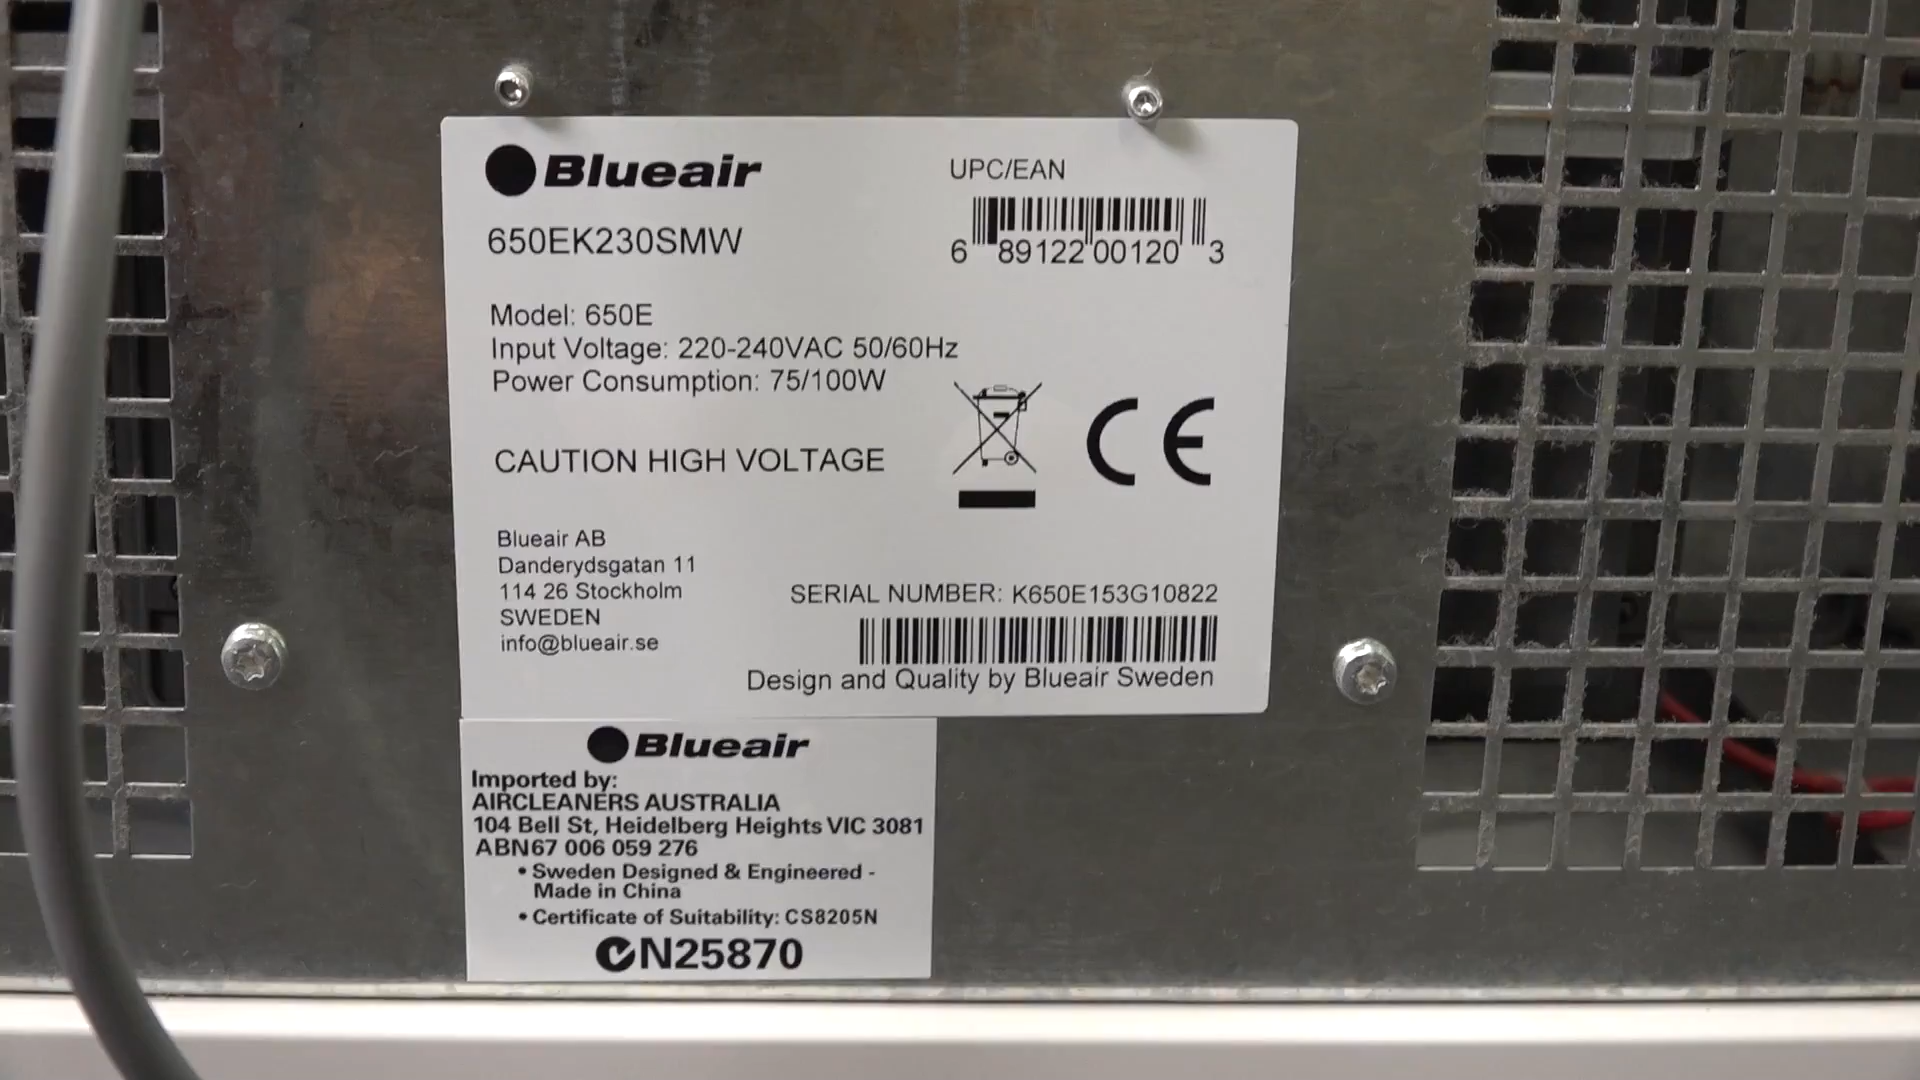 Blueair
650EK230SMW
UPC/EAN
6 89122 00120 3
Model: 650E
Input Voltage: 220-240VAC 50/60Hz
Power Consumption: 75/100W
CAUTION HIGH VOLTAGE
CE
Blueair AB
Danderydsgatan 11
114 26 Stockholm
SWEDEN
info@blueair.se
SERIAL NUMBER: K650E153G10822
Design and Quality by Blueair Sweden
Blueair
Imported by:
AIRCLEANERS AUSTRALIA
104 Bell St, Heidelberg Heights VIC 3081
ABN67 006 059 276
• Sweden Designed & Engineered -
Made in China
• Certificate of Suitability: CS8205N
N25870